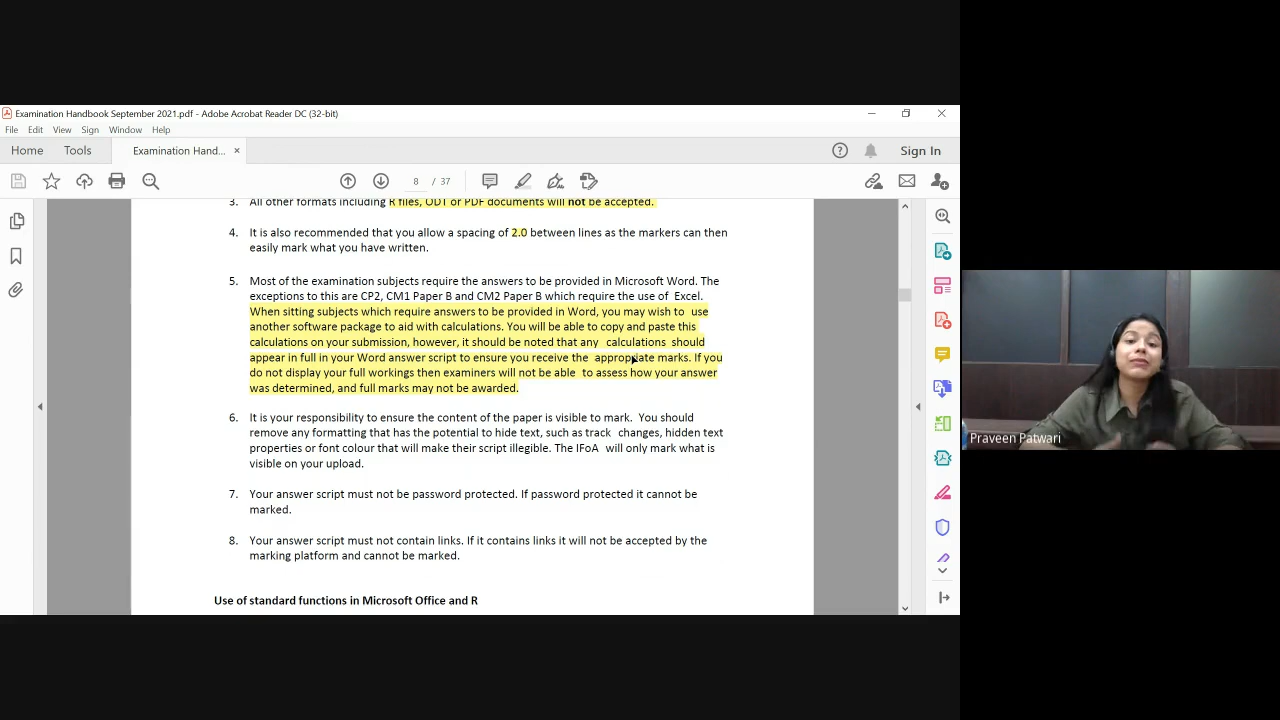 Examination Handbook September 2021.pdf - Adobe Acrobat Reader DC (32-bit)
File Edit View Sign Window Help
Home Tools Examination Hand... × Sign In
8 / 37
3. All other formats including R files, ODT or PDF documents will not be accepted.
4. It is also recommended that you allow a spacing of 2.0 between lines as the markers can then
easily mark what you have written.
5. Most of the examination subjects require the answers to be provided in Microsoft Word. The
exceptions to this are CP2, CM1 Paper B and CM2 Paper B which require the use of Excel.
When sitting subjects which require answers to be provided in Word, you may wish to use
another software package to aid with calculations. You will be able to copy and paste this
calculations on your submission, however, it should be noted that any calculations should
appear in full in your Word answer script to ensure you receive the appropriate marks. If you
do not display your full workings then examiners will not be able to assess how your answer
was determined, and full marks may not be awarded.
6. It is your responsibility to ensure the content of the paper is visible to mark. You should
remove any formatting that has the potential to hide text, such as track changes, hidden text
properties or font colour that will make their script illegible. The IFoA will only mark what is
visible on your upload.
7. Your answer script must not be password protected. If password protected it cannot be
marked.
8. Your answer script must not contain links. If it contains links it will not be accepted by the
marking platform and cannot be marked.
Use of standard functions in Microsoft Office and R
Praveen Patwari